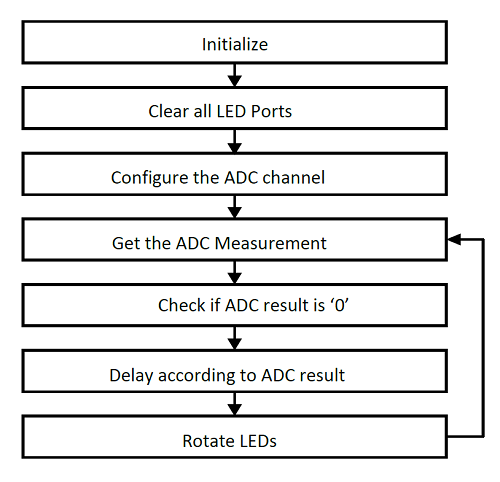 Initialize
Clear all LED Ports
Configure the ADC channel
Get the ADC Measurement
Check if ADC result is ‘0’
Delay according to ADC result
Rotate LEDs